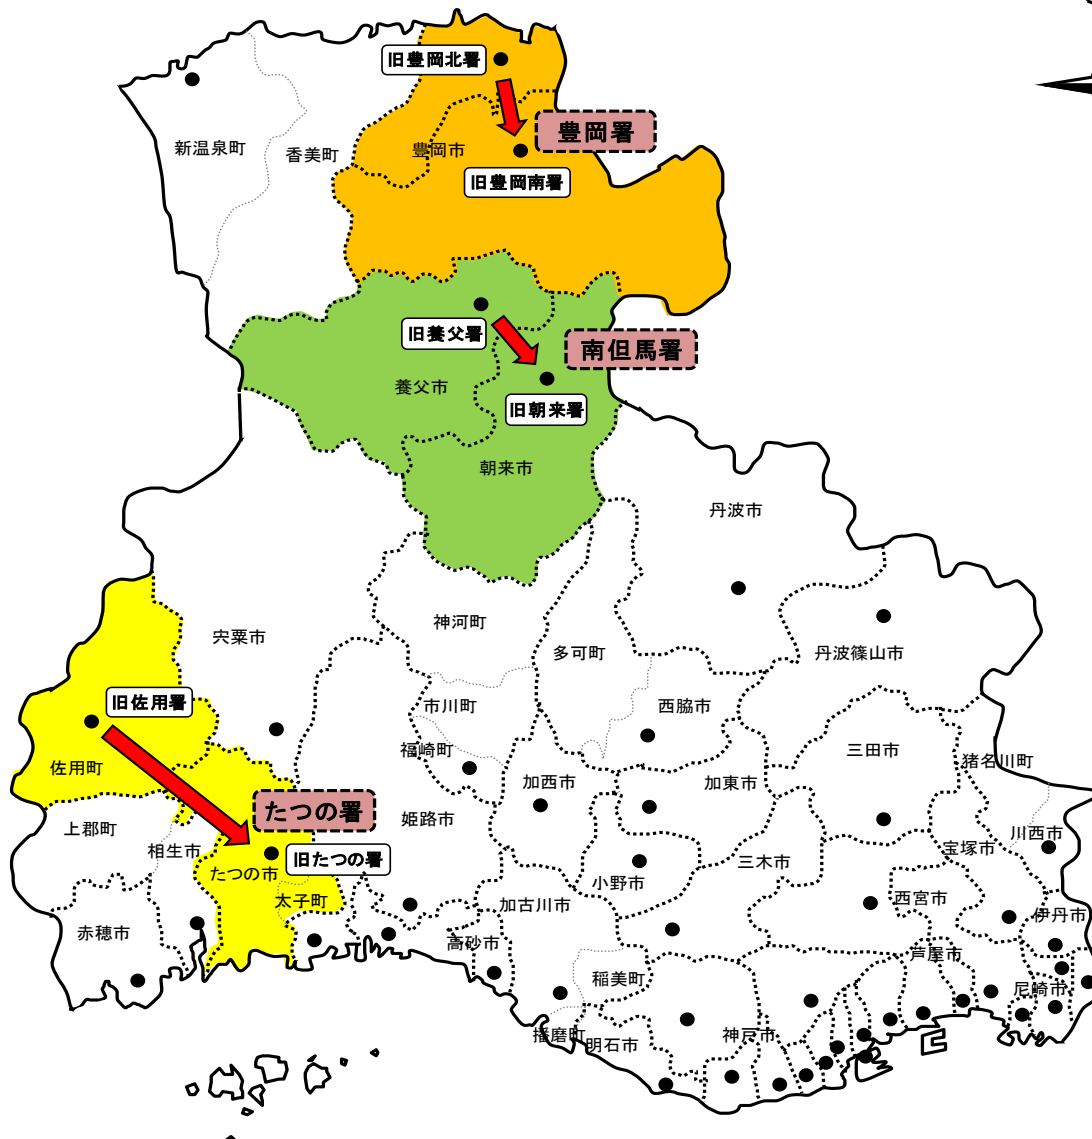 旧豊岡北署
豊岡署
新温泉町
香美町
豊岡市
旧豊岡南署
旧養父署
南但馬署
養父市
旧朝来署
朝来市
丹波市
神河町
宍粟市
多可町
丹波篠山市
旧佐用署
市川町
西脇市
福崎町
三田市
猪名川町
佐用町
加西市
加東市
たつの署
姫路市
上郡町
川西市
相生市
宝塚市
旧たつの署
三木市
たつの市
小野市
太子町
西宮市
加古川市
伊丹市
赤穂市
高砂市
芦屋市
稲美町
尼崎市
播磨町
神戸市
明石市